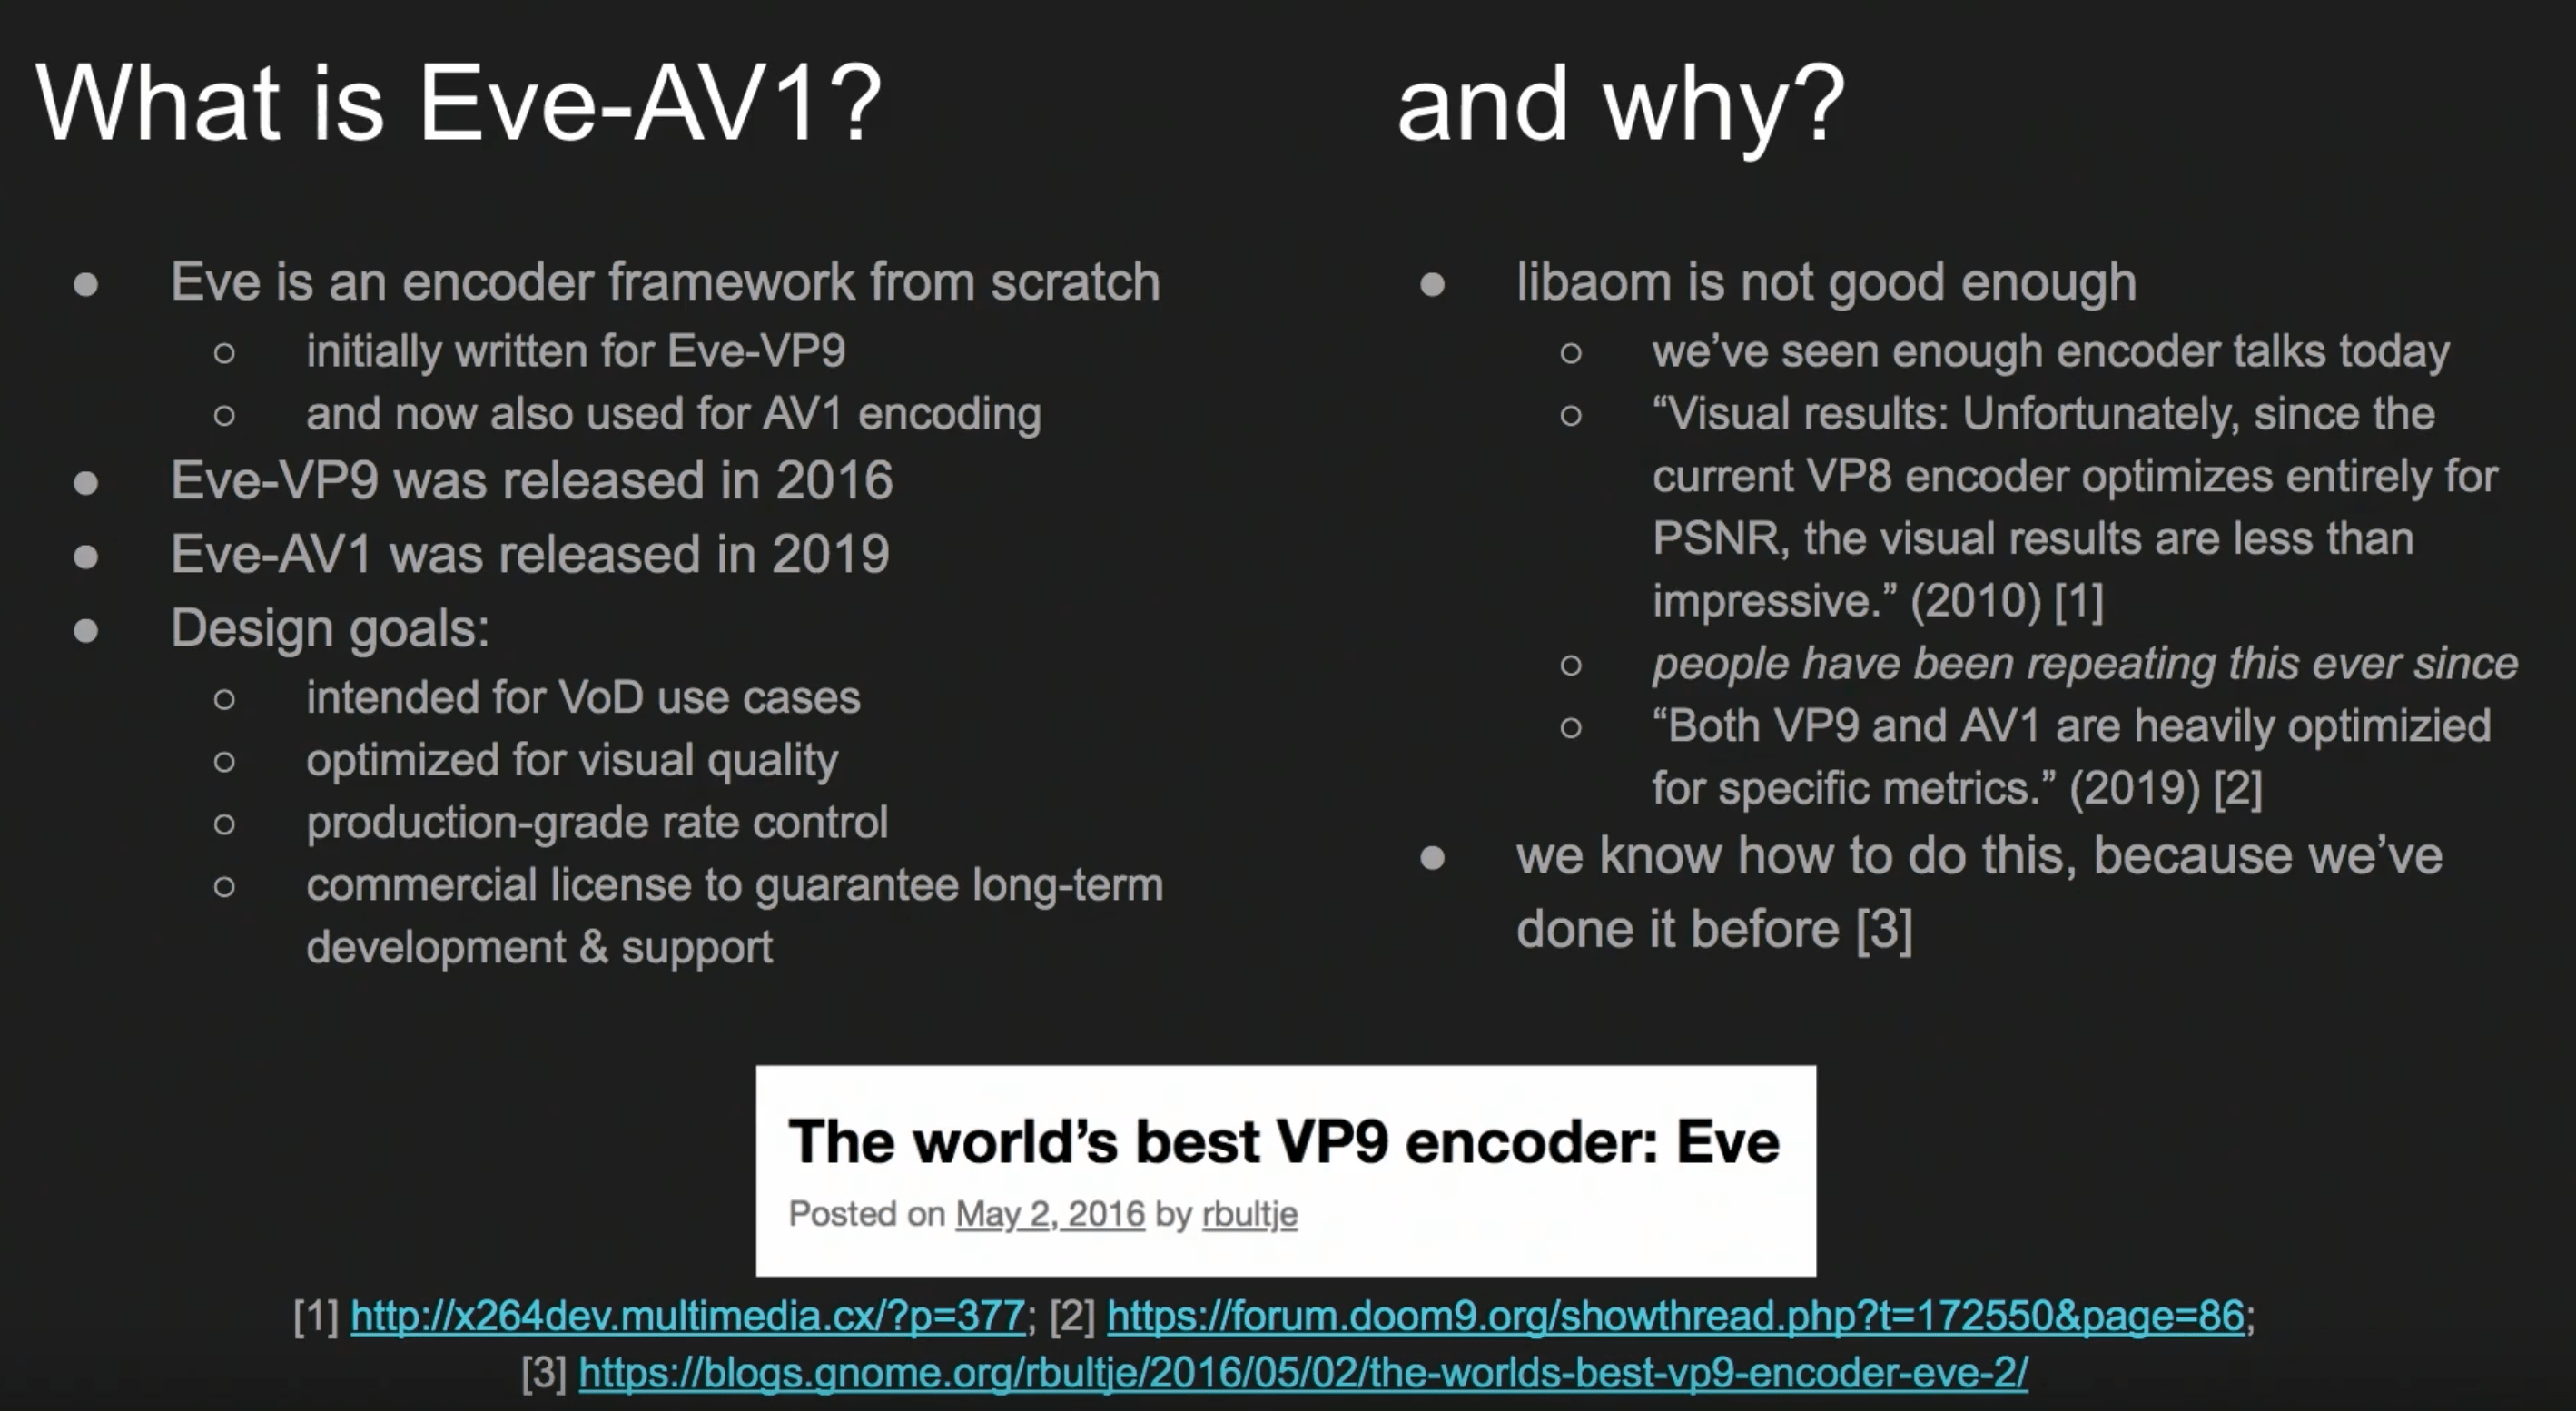 What is Eve-AV1?
● Eve is an encoder framework from scratch
○ initially written for Eve-VP9
○ and now also used for AV1 encoding
● Eve-VP9 was released in 2016
● Eve-AV1 was released in 2019
● Design goals:
○ intended for VoD use cases
○ optimized for visual quality
○ production-grade rate control
○ commercial license to guarantee long-term
development & support
and why?
● libaom is not good enough
○ we’ve seen enough encoder talks today
○ “Visual results: Unfortunately, since the
current VP8 encoder optimizes entirely for
PSNR, the visual results are less than
impressive.” (2010) [1]
○ people have been repeating this ever since
○ “Both VP9 and AV1 are heavily optimizied
for specific metrics.” (2019) [2]
● we know how to do this, because we’ve
done it before [3]
The world’s best VP9 encoder: Eve
Posted on May 2, 2016 by rbultje
[1] http://x264dev.multimedia.cx/?p=377; [2] https://forum.doom9.org/showthread.php?t=172550&page=86;
[3] https://blogs.gnome.org/rbultje/2016/05/02/the-worlds-best-vp9-encoder-eve-2/